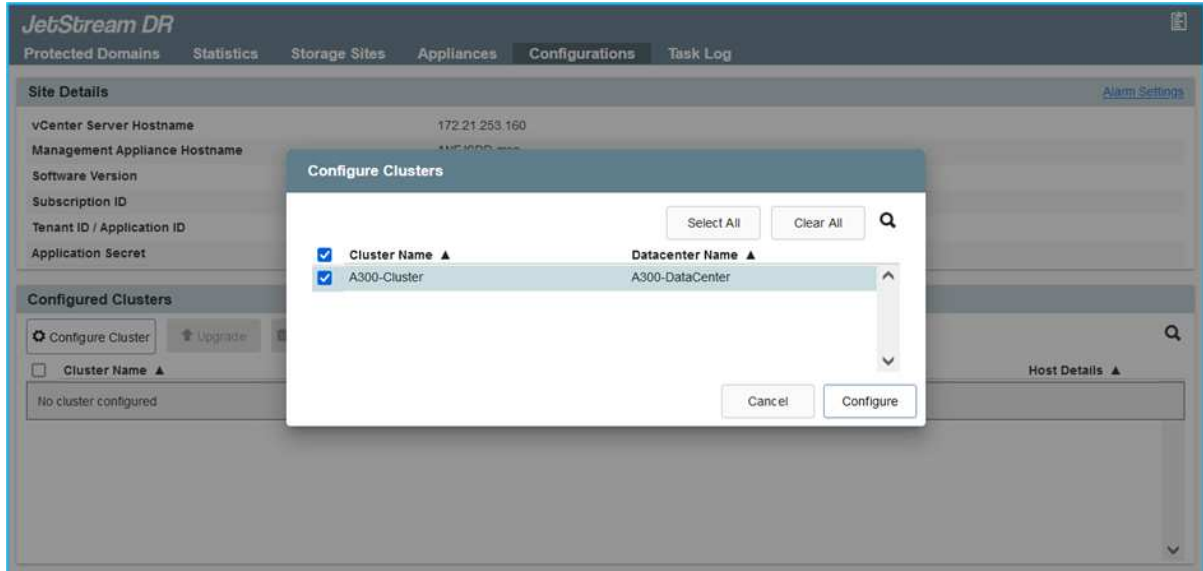 JetStream DR
Protected Domains Statistics Storage Sites Appliances Configurations Task Log
Site Details Alarm Settings
vCenter Server Hostname 172.21.253.160
Management Appliance Hostname
Software Version
Subscription ID
Tenant ID / Application ID
Application Secret
Configure Clusters
Select All Clear All
Cluster Name ▲ Datacenter Name ▲
A300-Cluster A300-DataCenter
Cancel Configure
Configured Clusters
Configure Cluster Upgrade
Cluster Name ▲ Host Details ▲
No cluster configured